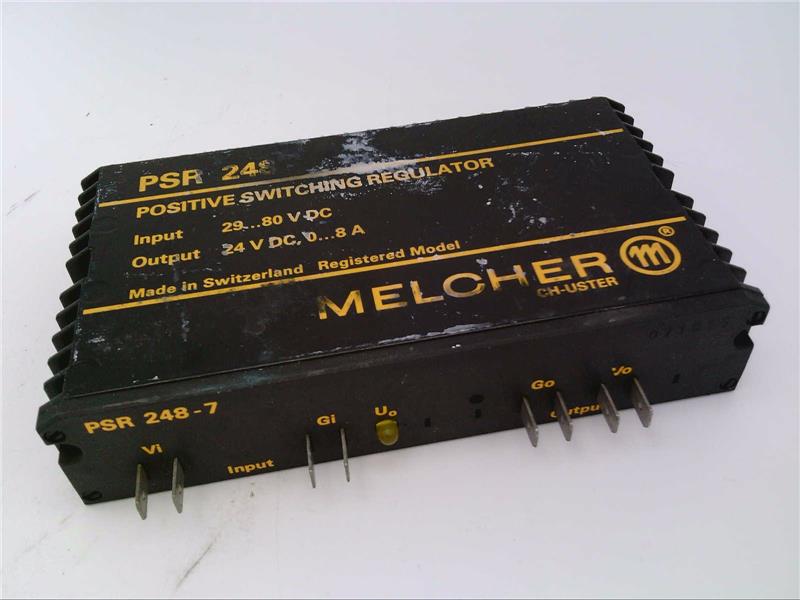 PSR 248
POSITIVE SWITCHING REGULATOR
Input 29...80 V DC
Output 24 V DC, 0...8 A
Made in Switzerland Registered Model
MELCHER m ®
CH-USTER
PSR 248-7
Vi Input Gi Uo Go Output Vo